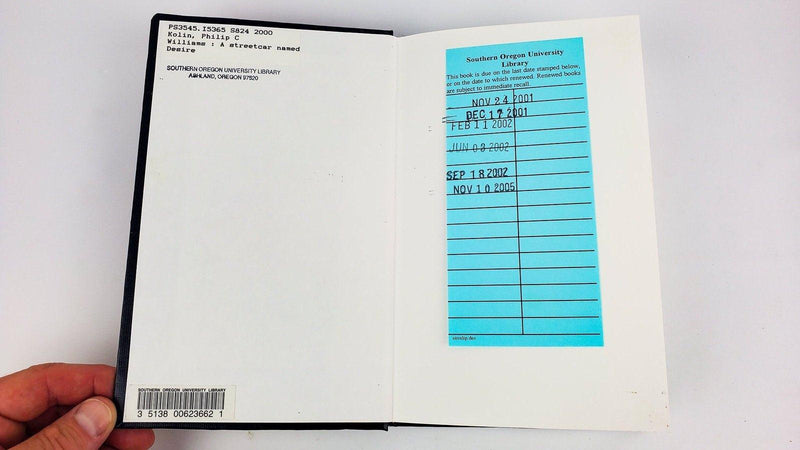 PS3545.I5365 S824 2000
Kolin, Philip C
Williams : A streetcar named
Desire
SOUTHERN OREGON UNIVERSITY LIBRARY
ASHLAND, OREGON 97520
SOUTHERN OREGON UNIVERSITY LIBRARY
3 5138 00623662 1
Southern Oregon University
Library
This book is due on the last date stamped below,
or on the date to which renewed. Renewed books
are subject to immediate recall.
NOV 24 2001
DEC 17 2001
FEB 11 2002
JUN 03 2002
SEP 18 2002
NOV 10 2005